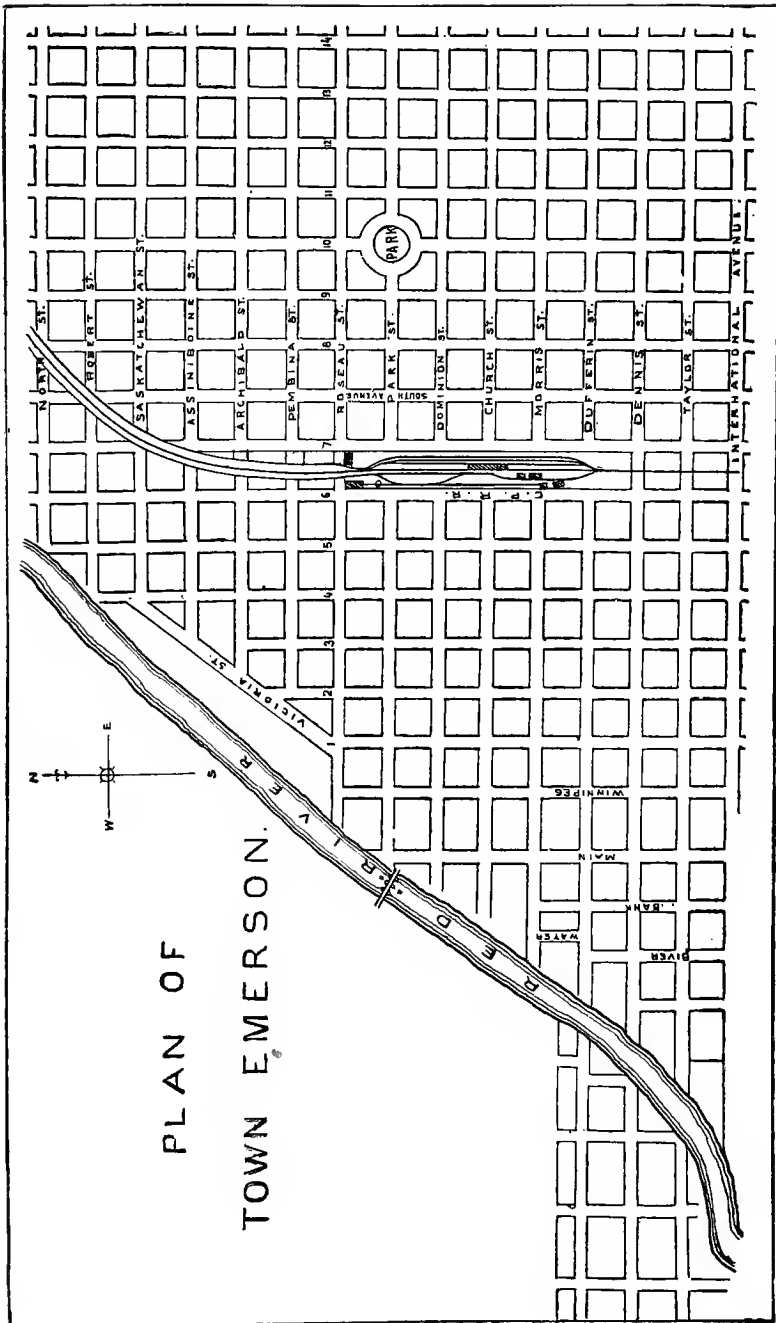 PLAN OF
TOWN EMERSON.
N
W
E
S
RED RIVER
VICTORIA ST.
NORTH ST.
ROBERT ST.
SASKATCHEWAN ST.
ASSINIBOINE ST.
ARCHIBALD ST.
PEMBINA ST.
ROSSEAU ST.
PARK ST.
DOMINION ST.
CHURCH ST.
MORRIS ST.
DUFFERIN ST.
DENNIS ST.
TAYLOR ST.
INTERNATIONAL AVENUE.
SOUTH AVENUE
PARK
1
2
3
4
5
6
7
8
9
10
11
12
13
14
WINNIPEG
MAIN
BANK
WATER
RIVER